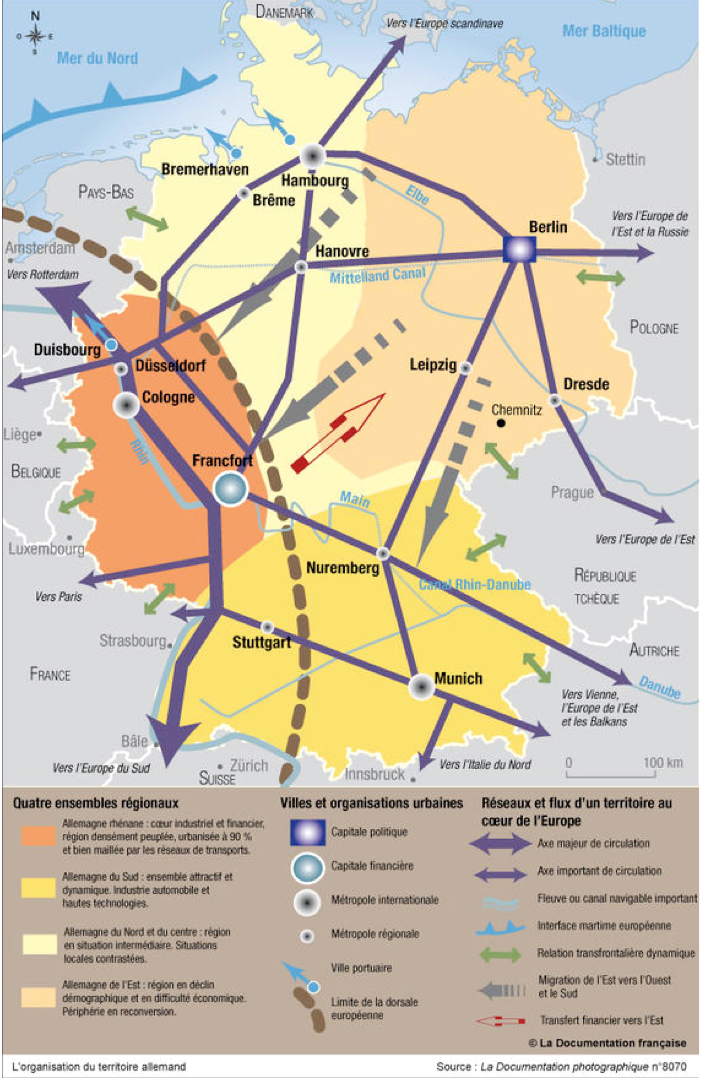 DANEMARK
Vers l'Europe scandinave
Mer Baltique
N
O
E
S
Mer du Nord
Stettin
Bremerhaven
Hambourg
PAYS-BAS
Brême
Elbe
Berlin
Vers l'Europe de
l'Est et la Russie
Amsterdam
Hanovre
Vers Rotterdam
Mittelland Canal
POLOGNE
Duisbourg
Düsseldorf
Leipzig
Dresde
Cologne
Chemnitz
Liège
Rhin
BELGIQUE
Francfort
Main
Prague
Luxembourg
Vers l'Europe de l'Est
Nuremberg
Canal Rhin-Danube
RÉPUBLIQUE
TCHÈQUE
Vers Paris
Strasbourg
Stuttgart
AUTRICHE
FRANCE
Munich
Danube
Vers Vienne,
l'Europe de l'Est
et les Balkans
Bâle
Vers l'Europe du Sud
Zürich
SUISSE
Innsbruck
Vers l'Italie du Nord
0
100 km
Quatre ensembles régionaux
Allemagne rhénane : cœur industriel et financier,
région densément peuplée, urbanisée à 90 %
et bien maillée par les réseaux de transports.
Allemagne du Sud : ensemble attractif et
dynamique. Industrie automobile et
hautes technologies.
Allemagne du Nord et du centre : région
en situation intermédiaire. Situations
locales contrastées.
Allemagne de l'Est : région en déclin
démographique et en difficulté économique.
Périphérie en reconversion.
Villes et organisations urbaines
Capitale politique
Capitale financière
Métropole internationale
Métropole régionale
Ville portuaire
Limite de la dorsale
européenne
Réseaux et flux d'un territoire au
cœur de l'Europe
Axe majeur de circulation
Axe important de circulation
Fleuve ou canal navigable important
Interface martime européenne
Relation transfrontalière dynamique
Migration de l'Est vers l'Ouest
et le Sud
Transfert financier vers l'Est
© La Documentation française
L'organisation du territoire allemand
Source : La Documentation photographique n°8070